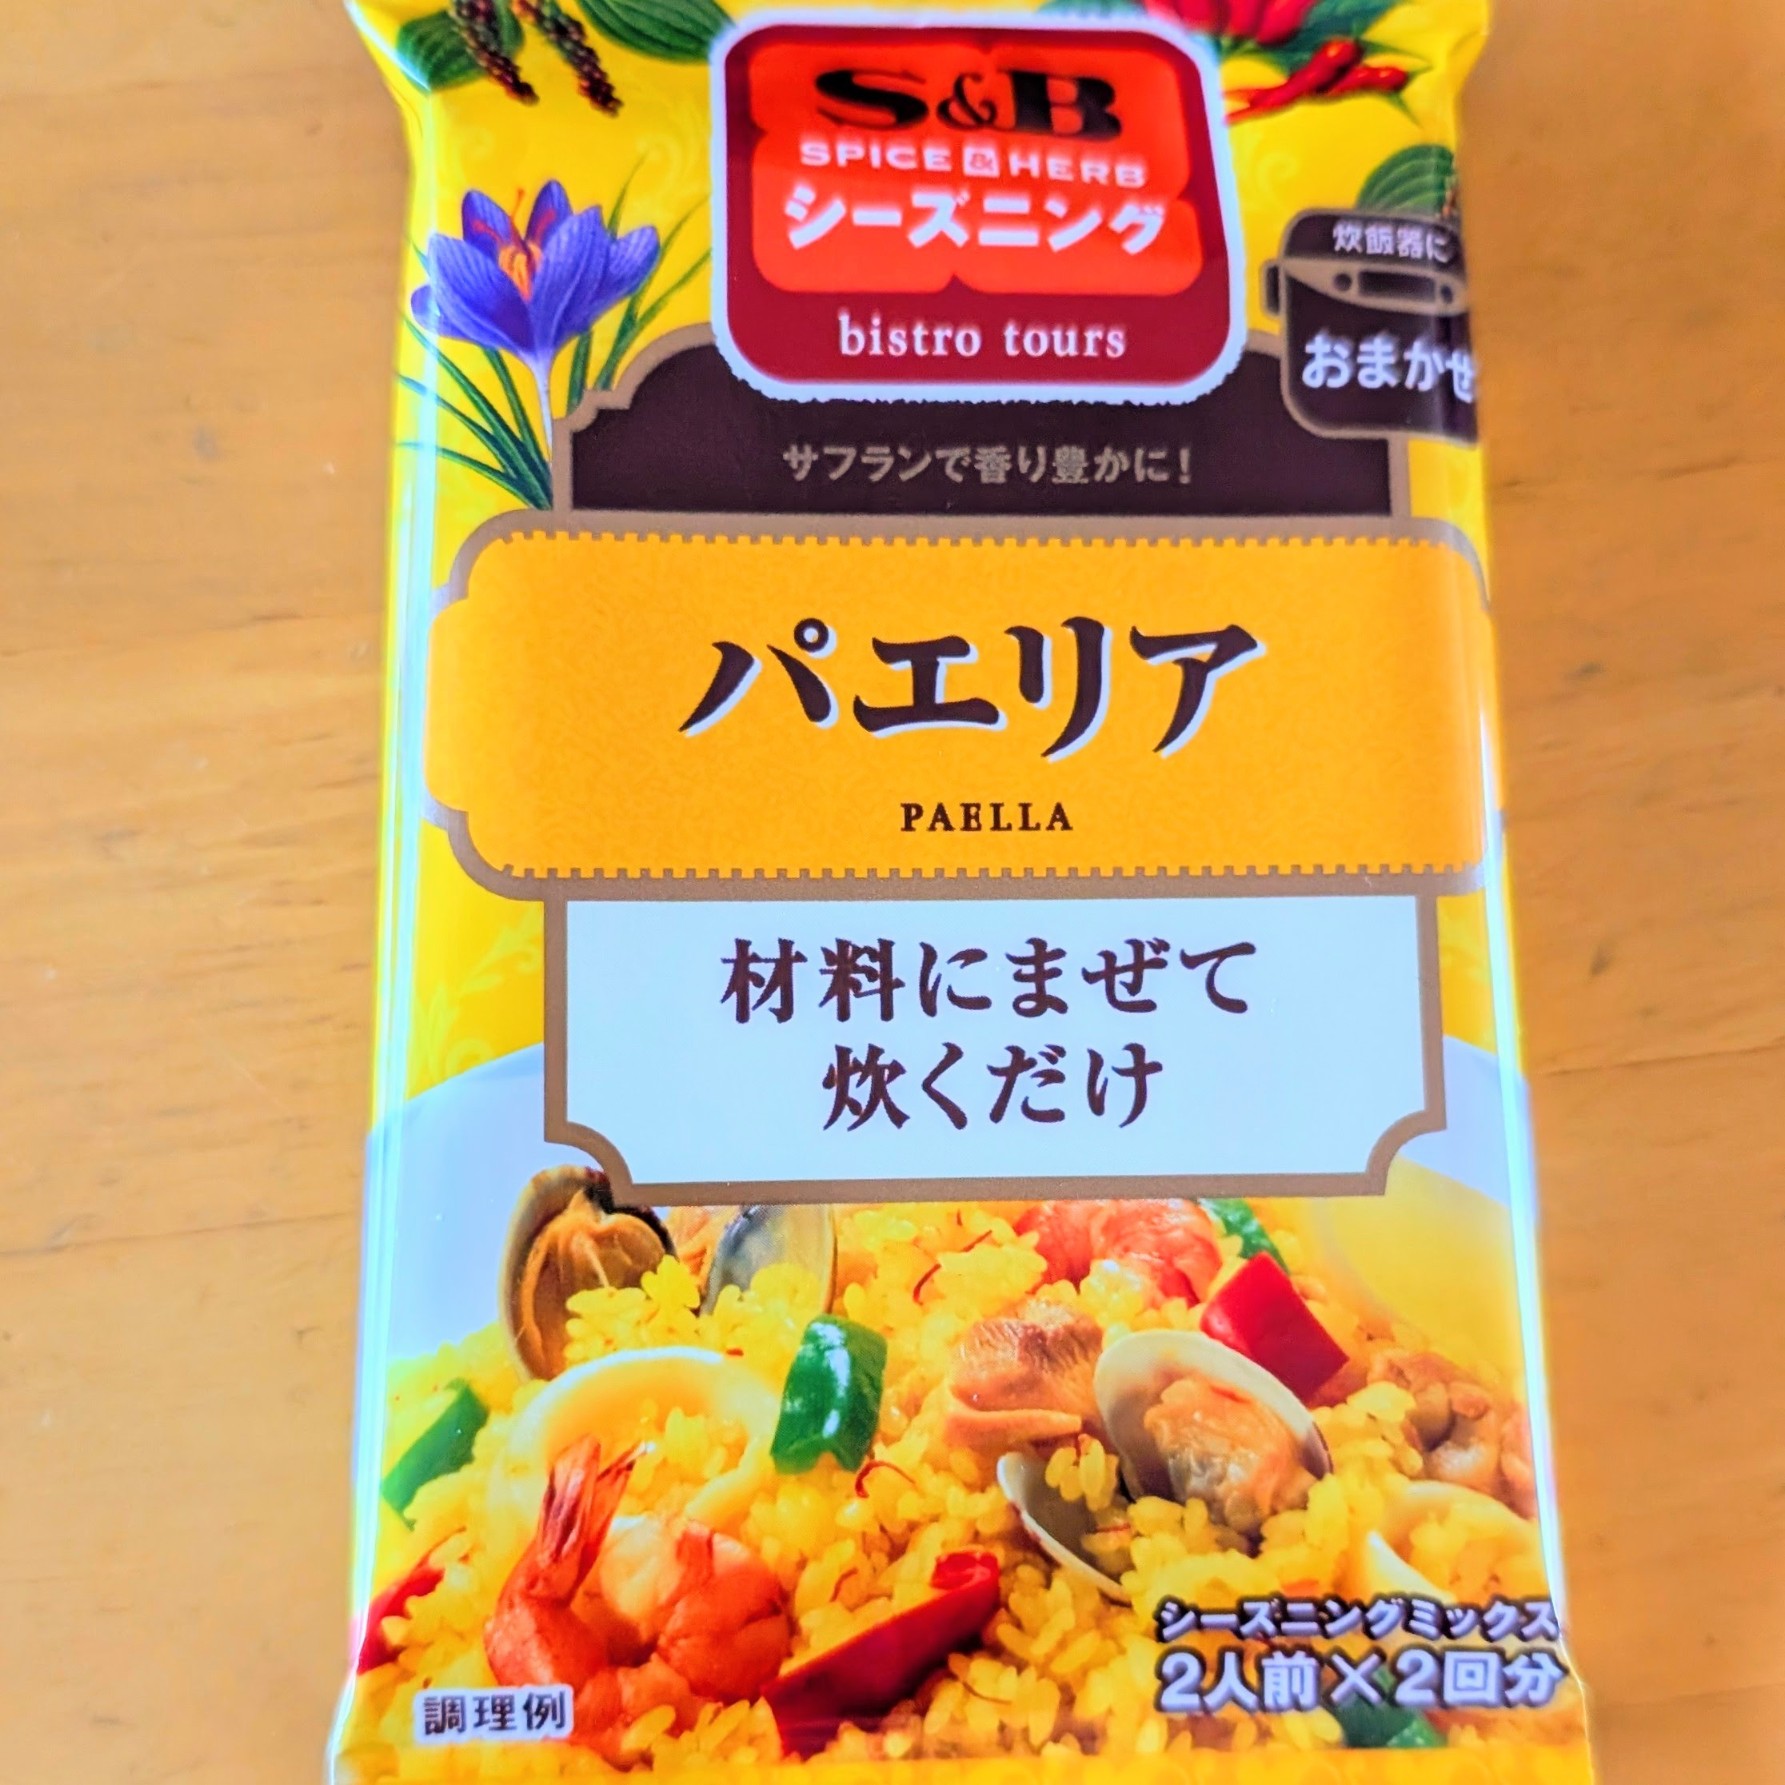 S&B
SPICE & HERB
シーズニング
bistro tours
炊飯器に
おまかせ
サフランで香り豊かに!
パエリア
PAELLA
材料にまぜて
炊くだけ
シーズニングミックス
2人前×2回分
調理例